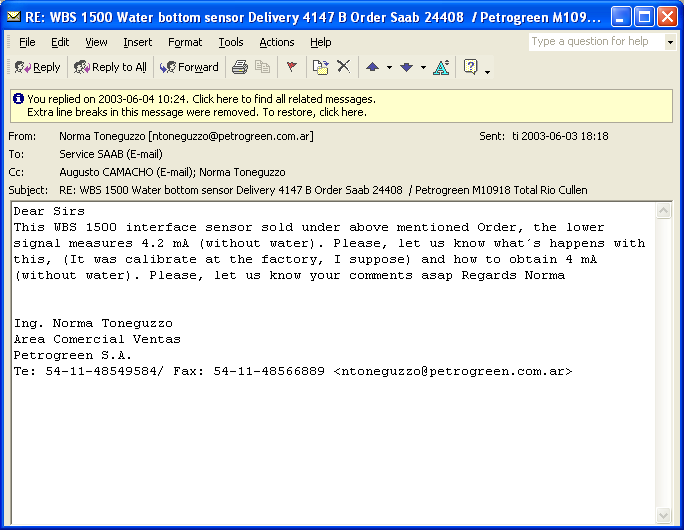 RE: WBS 1500 Water bottom sensor Delivery 4147 B Order Saab 24408 / Petrogreen M109...
File Edit View Insert Format Tools Actions Help Type a question for help
Reply Reply to All Forward
You replied on 2003-06-04 10:24. Click here to find all related messages.
Extra line breaks in this message were removed. To restore, click here.
From: Norma Toneguzzo [ntoneguzzo@petrogreen.com.ar] Sent: ti 2003-06-03 18:18
To: Service SAAB (E-mail)
Cc: Augusto CAMACHO (E-mail); Norma Toneguzzo
Subject: RE: WBS 1500 Water bottom sensor Delivery 4147 B Order Saab 24408 / Petrogreen M10918 Total Rio Cullen
Dear Sirs
This WBS 1500 interface sensor sold under above mentioned Order, the lower
signal measures 4.2 mA (without water). Please, let us know what´s happens with
this, (It was calibrate at the factory, I suppose) and how to obtain 4 mA
(without water). Please, let us know your comments asap Regards Norma
Ing. Norma Toneguzzo
Area Comercial Ventas
Petrogreen S.A.
Te: 54-11-48549584/ Fax: 54-11-48566889 <ntoneguzzo@petrogreen.com.ar>